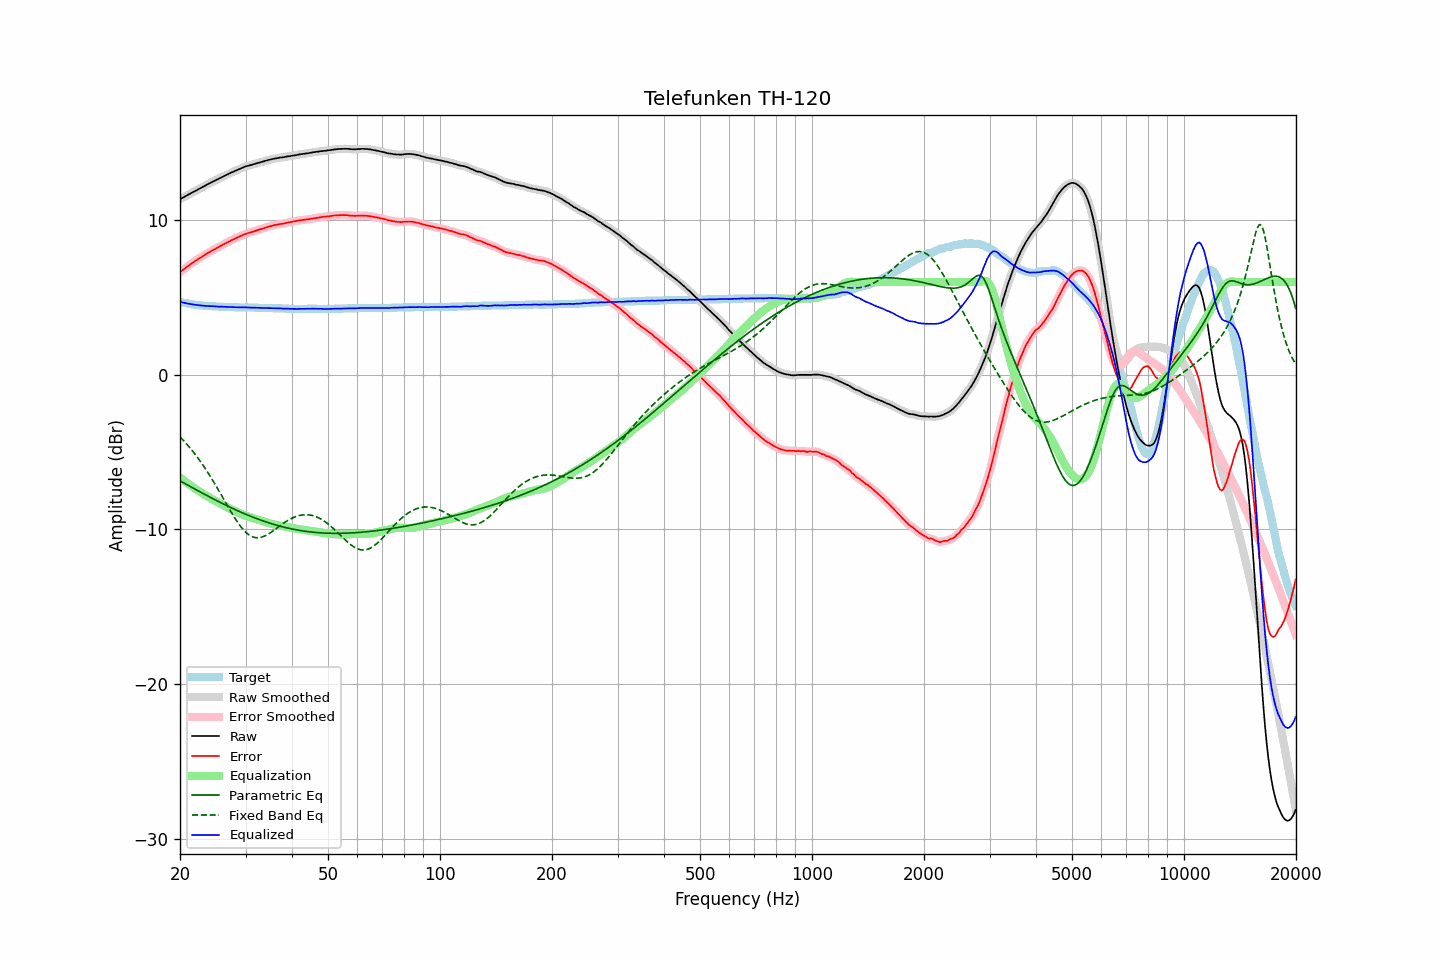 Telefunken TH-120
Amplitude (dBr)
10
0
−10
−20
−30
Target
Raw Smoothed
Error Smoothed
Raw
Error
Equalization
Parametric Eq
Fixed Band Eq
Equalized
20 50 100 200 500 1000 2000 5000 10000 20000
Frequency (Hz)